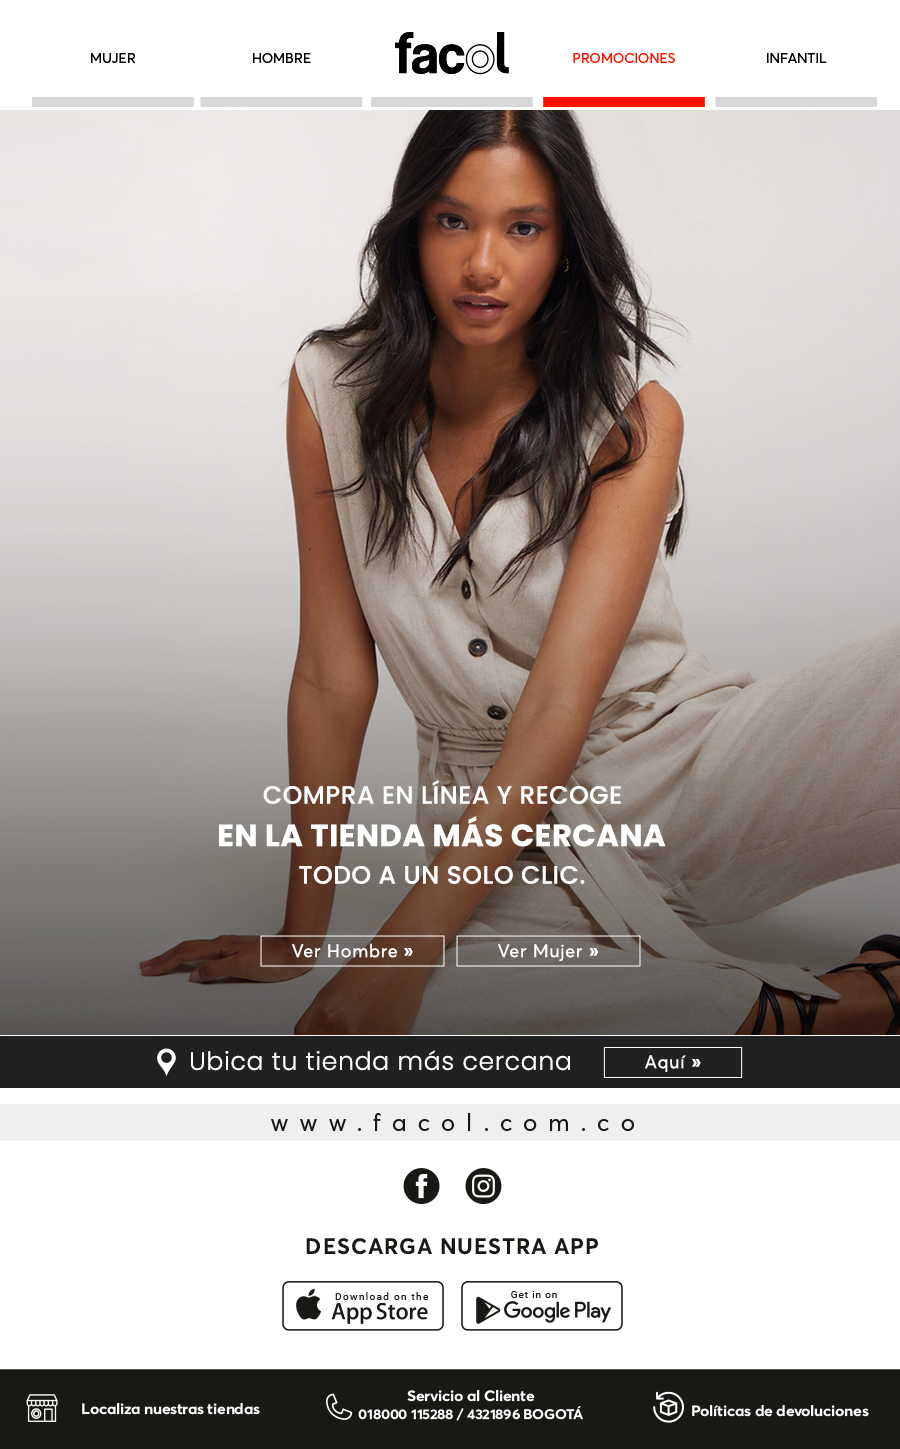 MUJER
HOMBRE
facol
PROMOCIONES
INFANTIL
COMPRA EN LÍNEA Y RECOGE
EN LA TIENDA MÁS CERCANA
TODO A UN SOLO CLIC.
Ver Hombre »
Ver Mujer »
Ubica tu tienda más cercana
Aquí »
www.facol.com.co
DESCARGA NUESTRA APP
Download on the
App Store
Get in on
Google Play
Localiza nuestras tiendas
Servicio al Cliente
018000 115288 / 4321896 BOGOTÁ
Políticas de devoluciones